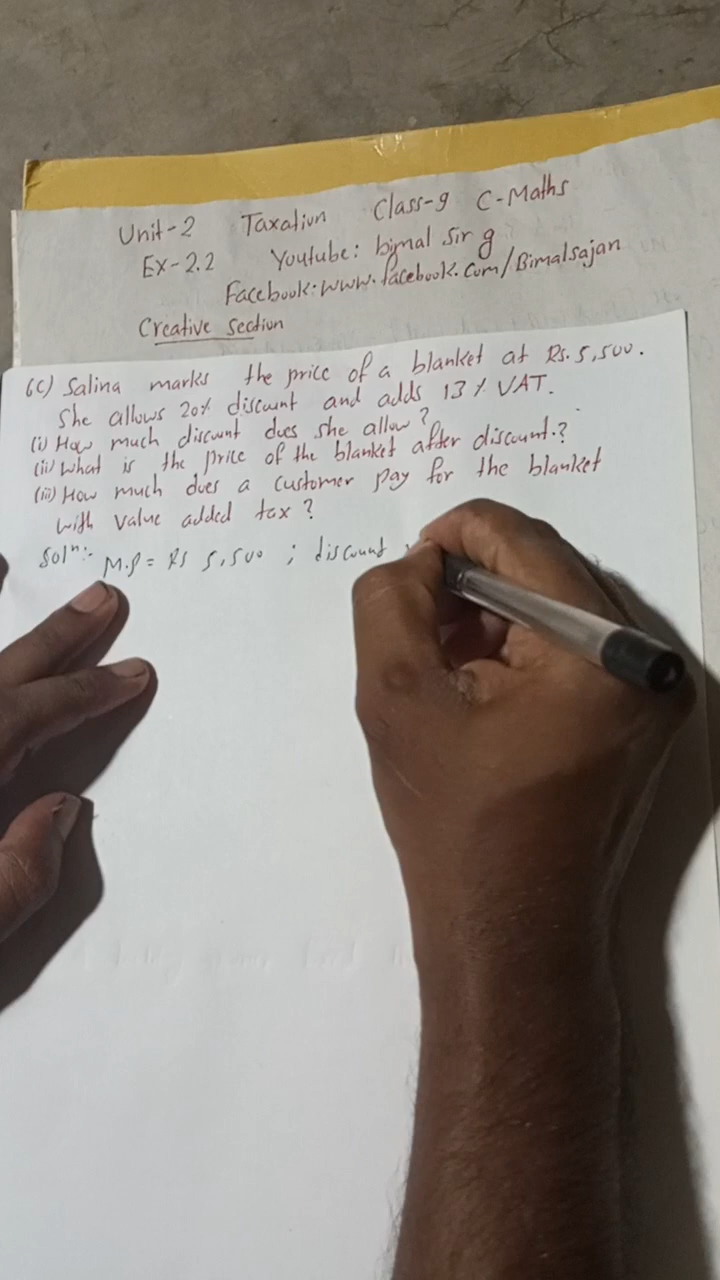 Unit-2 Taxation Class-9 C-Maths
Ex-2.2 Youtube: bimal sir g
Facebook:www.facebook.com/Bimalsajan
Creative section
6c) Salina marks the price of a blanket at Rs. 5,500.
She allows 20% discount and adds 13% VAT.
(i) How much discount does she allow?
(ii) What is the price of the blanket after discount.?
(iii) How much does a customer pay for the blanket
with value added tax?
Solⁿ:- M.P = Rs 5,500 ; discount